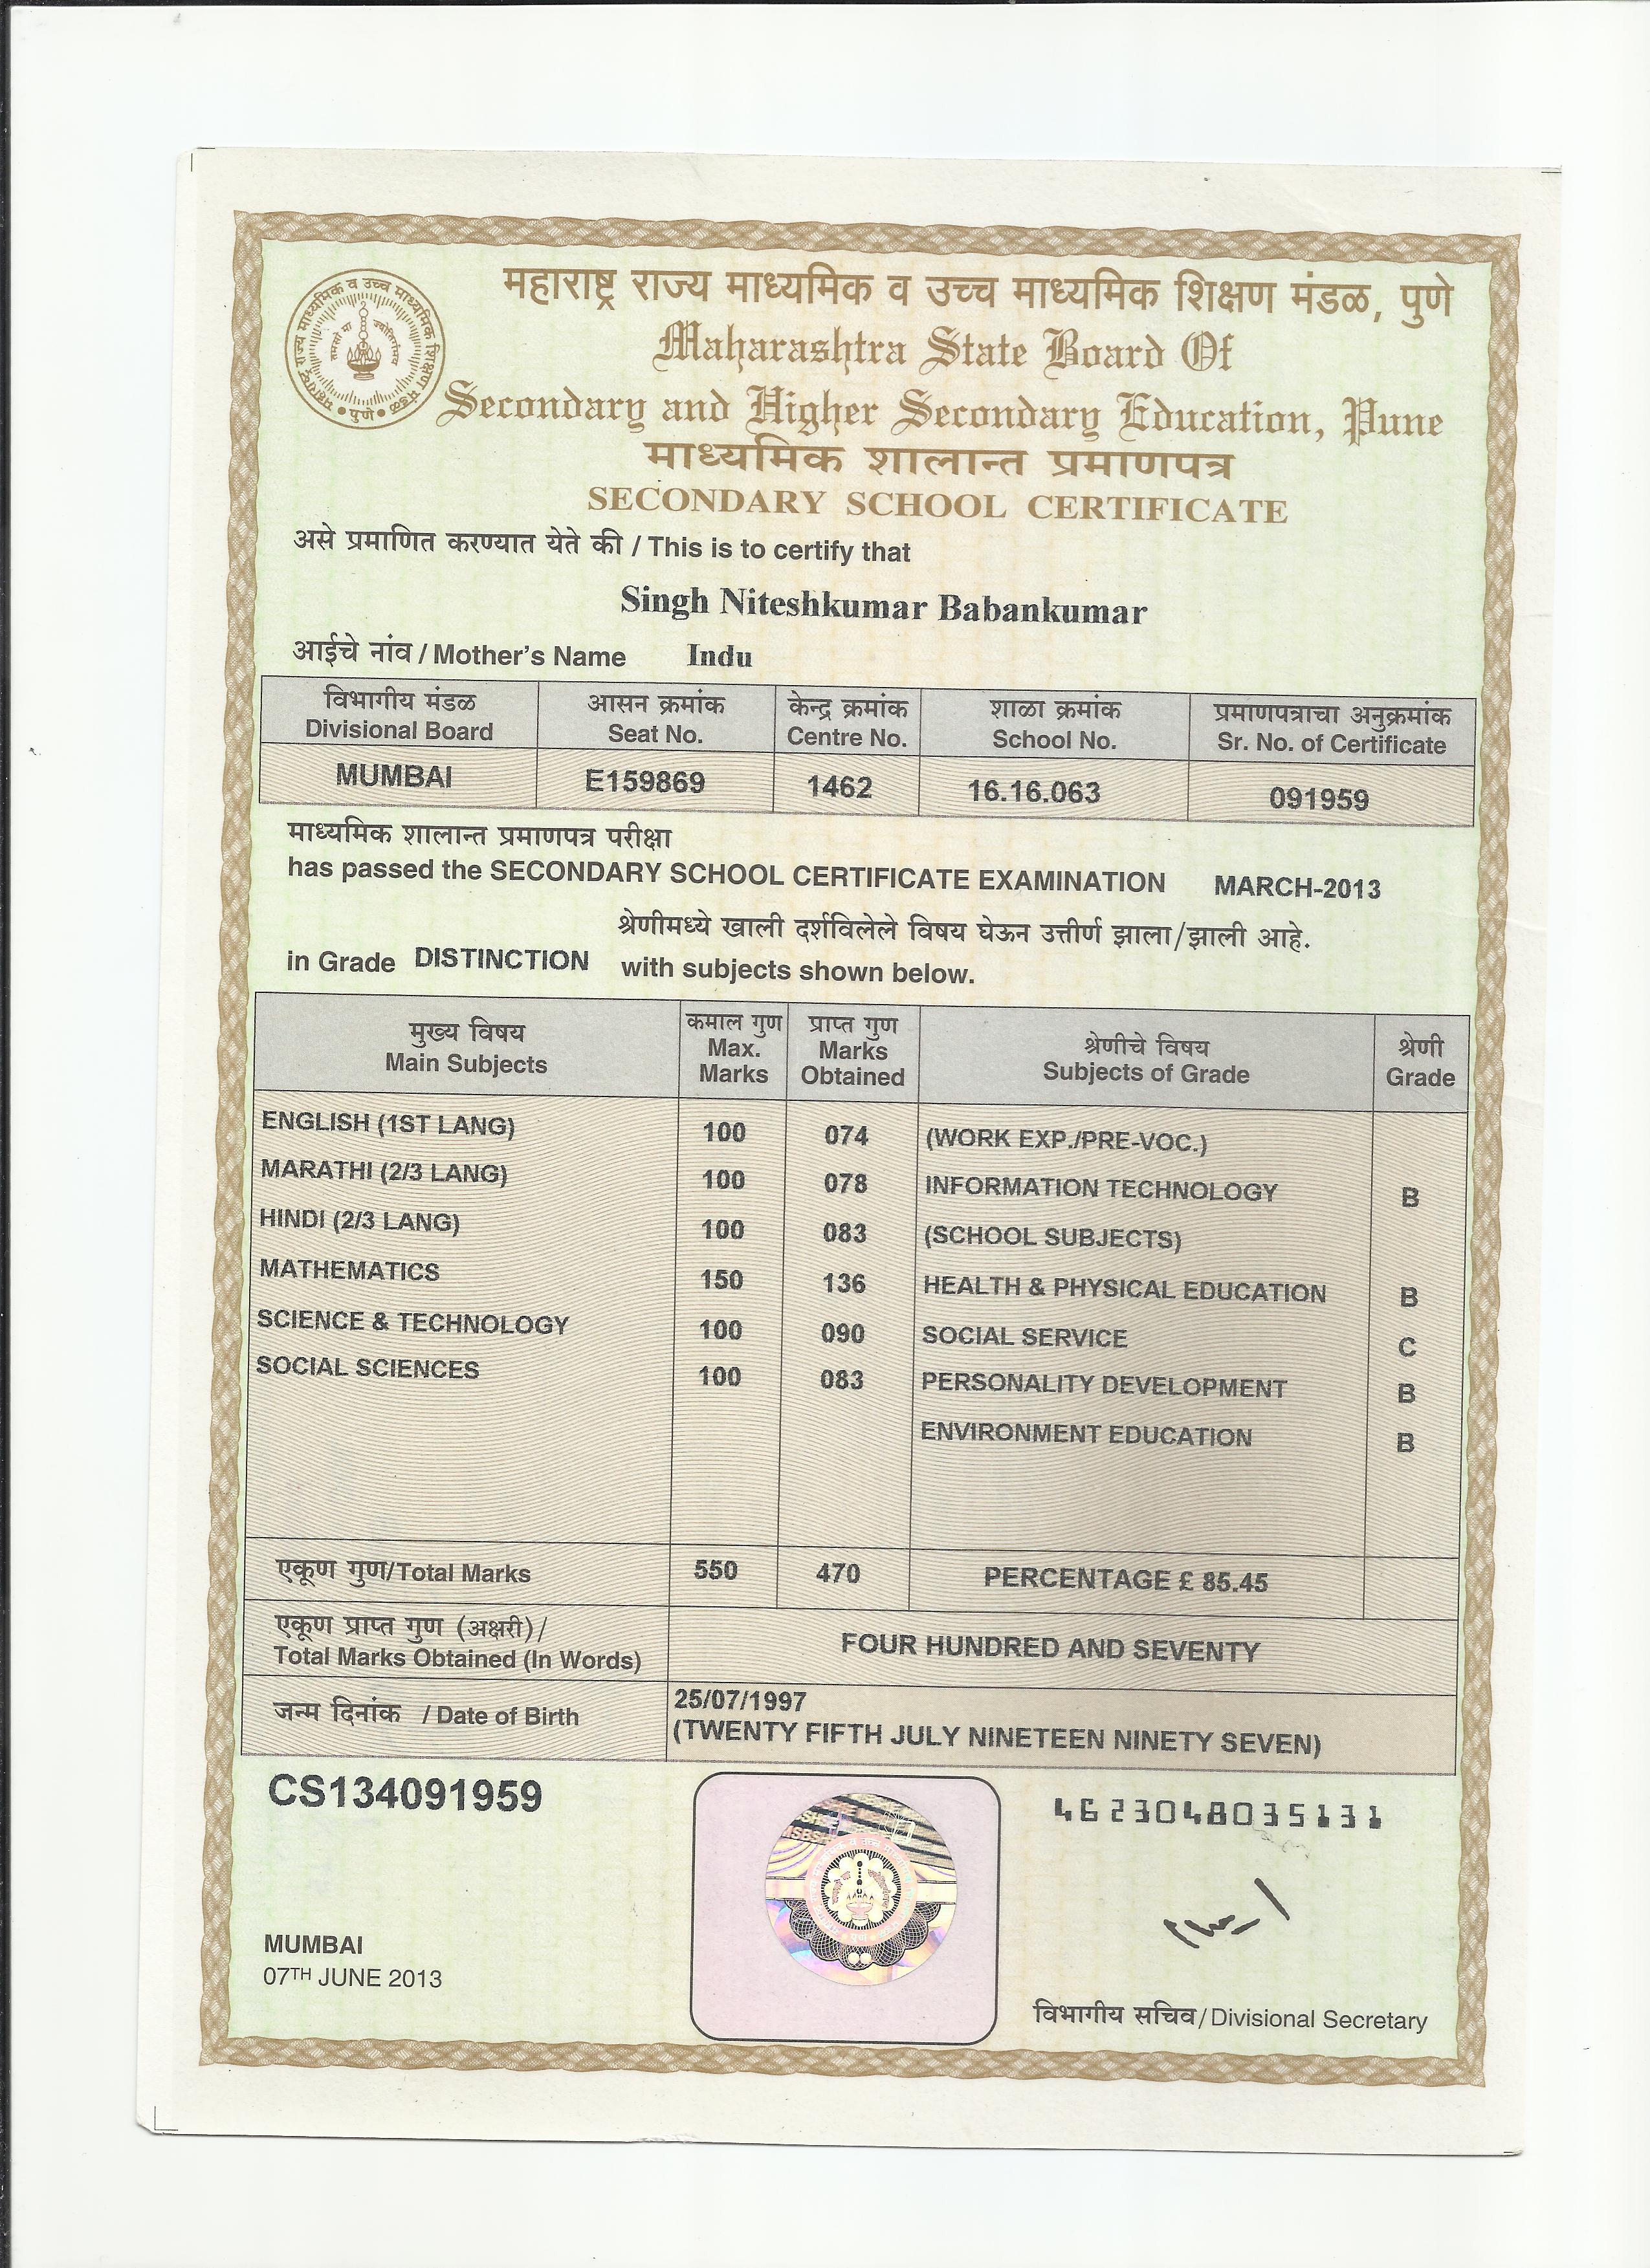 महाराष्ट्र राज्य माध्यमिक व उच्च माध्यमिक शिक्षण मंडळ, पुणे
Maharashtra State Board Of
Secondary and Higher Secondary Education, Pune
माध्यमिक शालान्त प्रमाणपत्र
SECONDARY SCHOOL CERTIFICATE
महाराष्ट्र राज्य माध्यमिक व उच्च माध्यमिक शिक्षण मंडळ
• पुणे •
तमसो मा ज्योतिर्गमय
असे प्रमाणित करण्यात येते की / This is to certify that
Singh Niteshkumar Babankumar
आईचे नांव / Mother's Name Indu
विभागीय मंडळ आसन क्रमांक केन्द्र क्रमांक शाळा क्रमांक प्रमाणपत्राचा अनुक्रमांक
Divisional Board Seat No. Centre No. School No. Sr. No. of Certificate
MUMBAI E159869 1462 16.16.063 091959
माध्यमिक शालान्त प्रमाणपत्र परीक्षा
has passed the SECONDARY SCHOOL CERTIFICATE EXAMINATION MARCH-2013
श्रेणीमध्ये खाली दर्शविलेले विषय घेऊन उत्तीर्ण झाला/झाली आहे.
in Grade DISTINCTION with subjects shown below.
मुख्य विषय कमाल गुण प्राप्त गुण श्रेणीचे विषय श्रेणी
Main Subjects Max. Marks Marks Obtained Subjects of Grade Grade
ENGLISH (1ST LANG) 100 074 (WORK EXP./PRE-VOC.)
MARATHI (2/3 LANG) 100 078 INFORMATION TECHNOLOGY B
HINDI (2/3 LANG) 100 083 (SCHOOL SUBJECTS)
MATHEMATICS 150 136 HEALTH & PHYSICAL EDUCATION B
SCIENCE & TECHNOLOGY 100 090 SOCIAL SERVICE C
SOCIAL SCIENCES 100 083 PERSONALITY DEVELOPMENT B
ENVIRONMENT EDUCATION B
एकूण गुण/Total Marks 550 470 PERCENTAGE £ 85.45
एकूण प्राप्त गुण (अक्षरी)/
Total Marks Obtained (In Words) FOUR HUNDRED AND SEVENTY
जन्म दिनांक / Date of Birth 25/07/1997
(TWENTY FIFTH JULY NINETEEN NINETY SEVEN)
CS134091959
4623048035131
MUMBAI
07TH JUNE 2013
विभागीय सचिव/Divisional Secretary